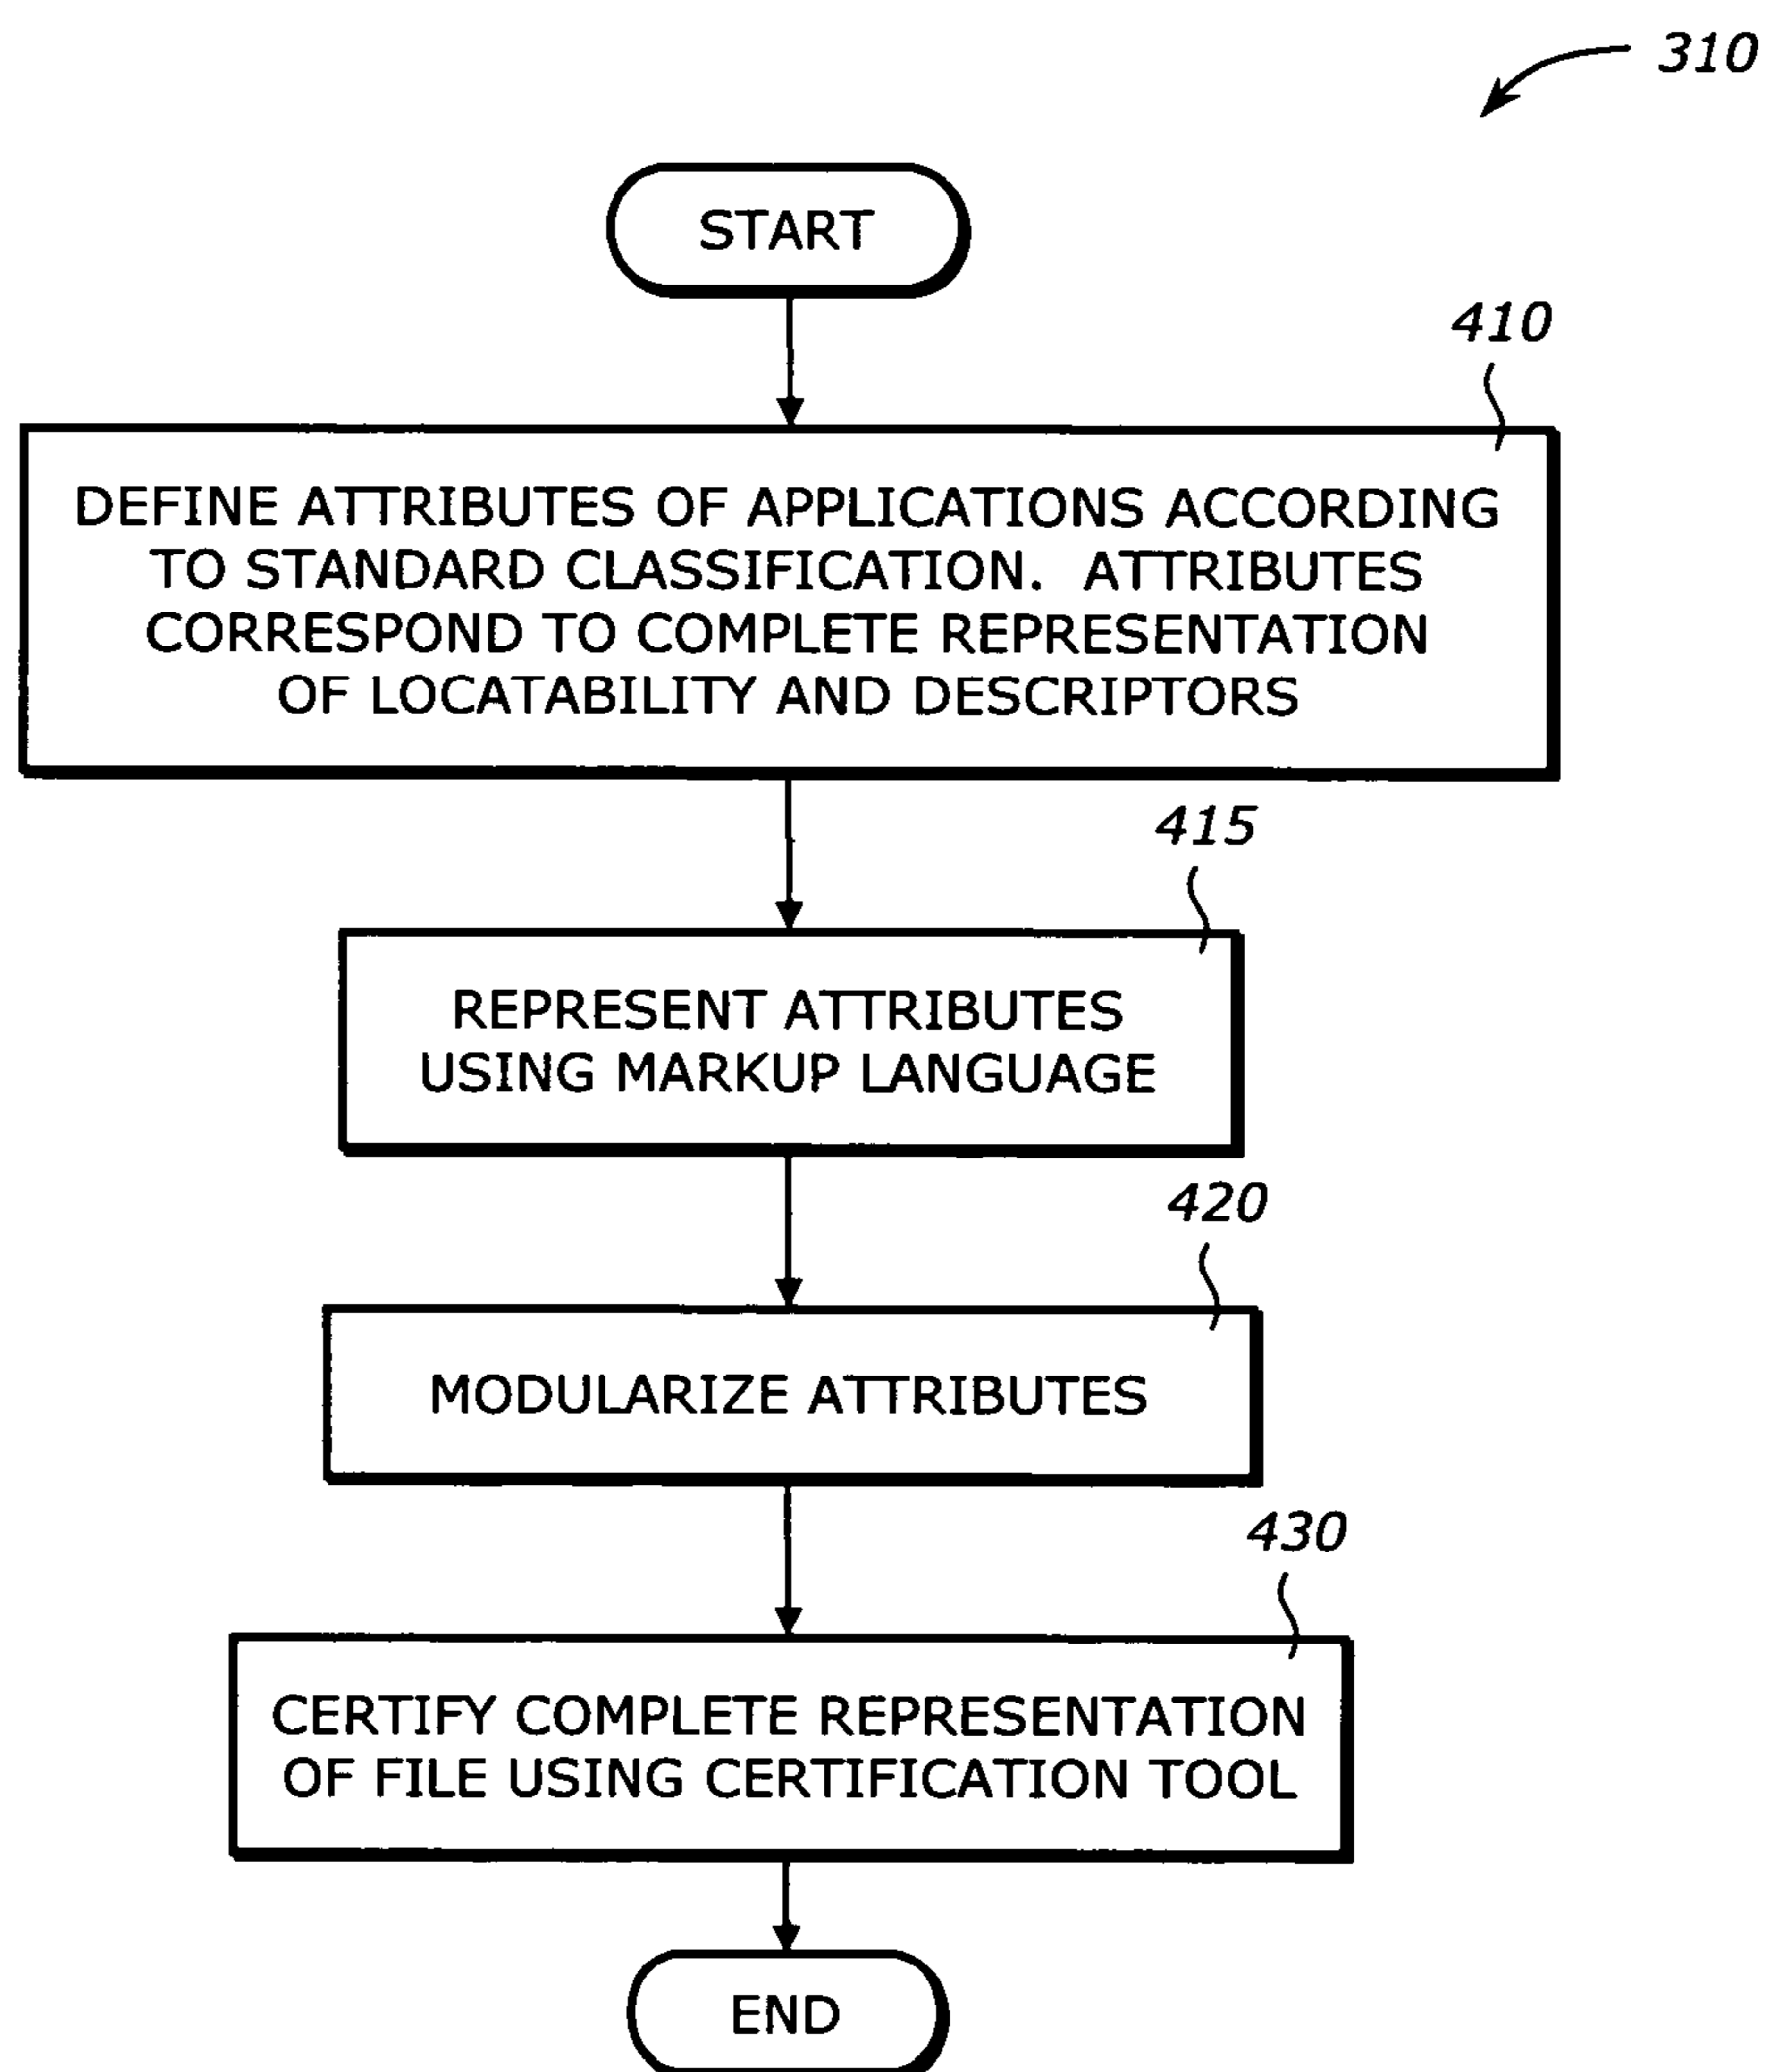 310
START
410
DEFINE ATTRIBUTES OF APPLICATIONS ACCORDING
TO STANDARD CLASSIFICATION. ATTRIBUTES
CORRESPOND TO COMPLETE REPRESENTATION
OF LOCATABILITY AND DESCRIPTORS
415
REPRESENT ATTRIBUTES
USING MARKUP LANGUAGE
420
MODULARIZE ATTRIBUTES
430
CERTIFY COMPLETE REPRESENTATION
OF FILE USING CERTIFICATION TOOL
END